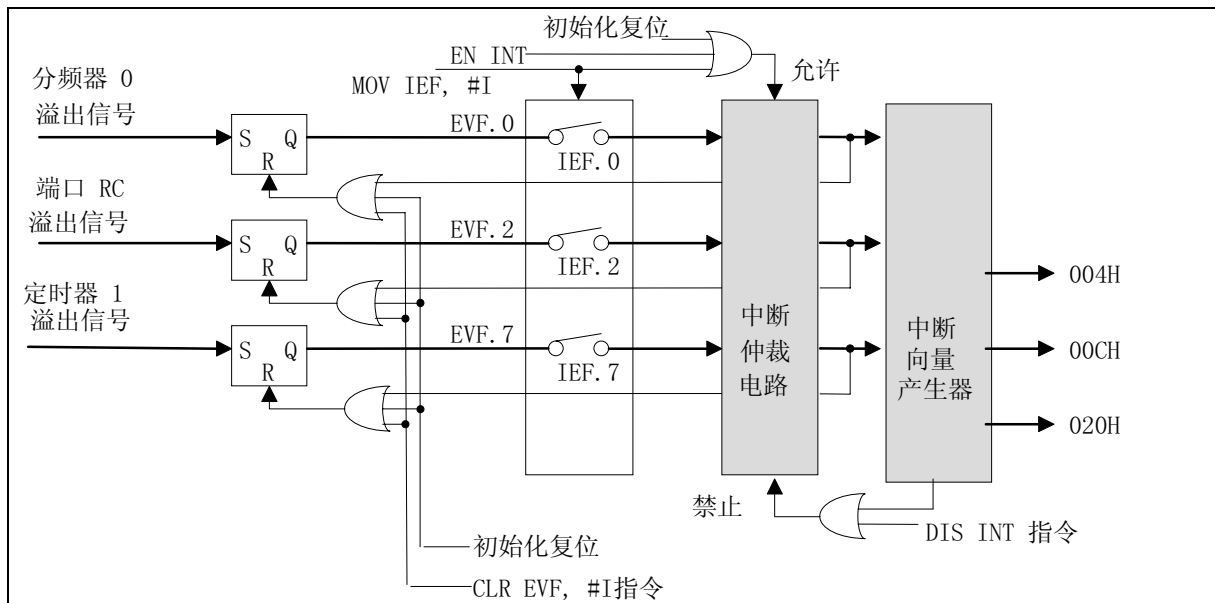 初始化复位
EN INT
MOV IEF, #I
允许
分频器 0
溢出信号
S Q
R
EVF.0
IEF.0
端口 RC
溢出信号
S Q
R
EVF.2
IEF.2
定时器 1
溢出信号
S Q
R
EVF.7
IEF.7
中断
仲裁
电路
中断
向量
产生器
004H
00CH
020H
禁止
DIS INT 指令
初始化复位
CLR EVF, #I指令